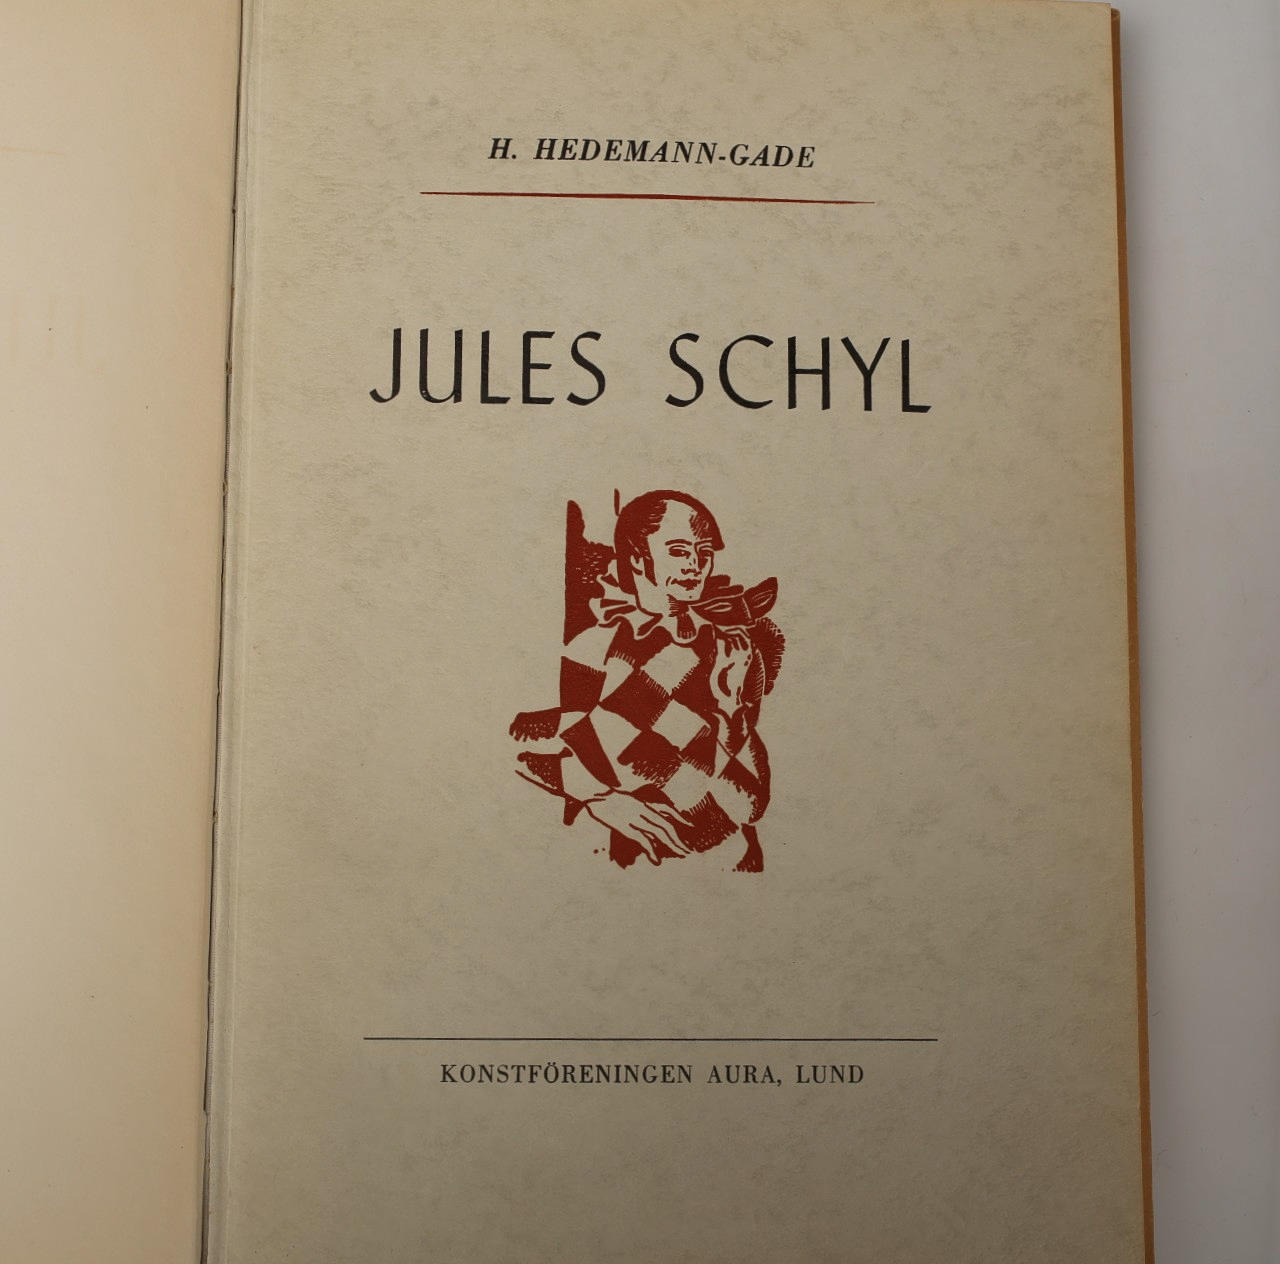 H. HEDEMANN-GADE
JULES SCHYL
KONSTFÖRENINGEN AURA, LUND